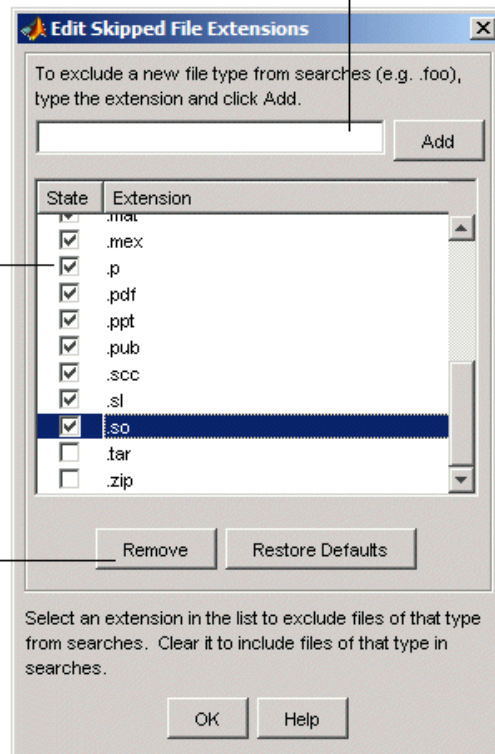 Edit Skipped File Extensions
To exclude a new file type from searches (e.g. .foo),
type the extension and click Add.
Add
State Extension
.mat
.mex
.p
.pdf
.ppt
.pub
.scc
.sl
.so
.tar
.zip
Remove Restore Defaults
Select an extension in the list to exclude files of that type
from searches. Clear it to include files of that type in
searches.
OK Help